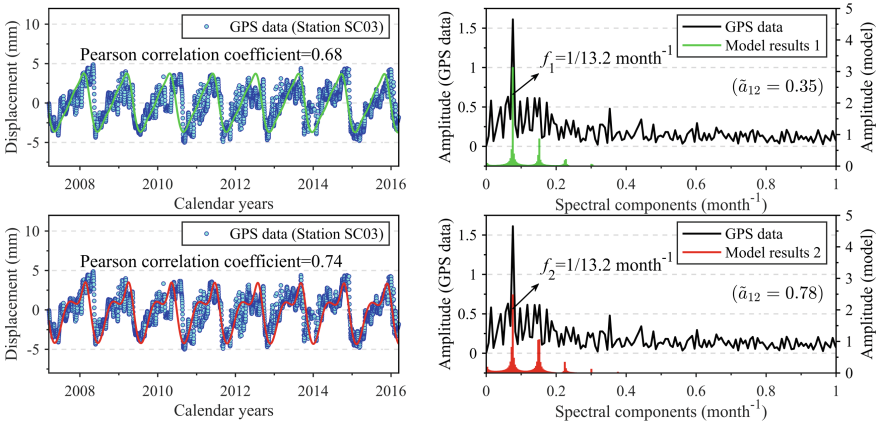 GPS data (Station SC03)
Pearson correlation coefficient=0.68
Displacement (mm)
10
5
0
-5
2008 2010 2012 2014 2016
Calendar years
GPS data
Model results 1
f₁=1/13.2 month⁻¹
(ã₁₂ = 0.35)
Amplitude (GPS data)
1.5
1
0.5
0
Amplitude (model)
5
4
3
2
1
0
0 0.2 0.4 0.6 0.8 1
Spectral components (month⁻¹)
GPS data (Station SC03)
Pearson correlation coefficient=0.74
Displacement (mm)
10
5
0
-5
2008 2010 2012 2014 2016
Calendar years
GPS data
Model results 2
f₂=1/13.2 month⁻¹
(ã₁₂ = 0.78)
Amplitude (GPS data)
1.5
1
0.5
0
Amplitude (model)
5
4
3
2
1
0
0 0.2 0.4 0.6 0.8 1
Spectral components (month⁻¹)